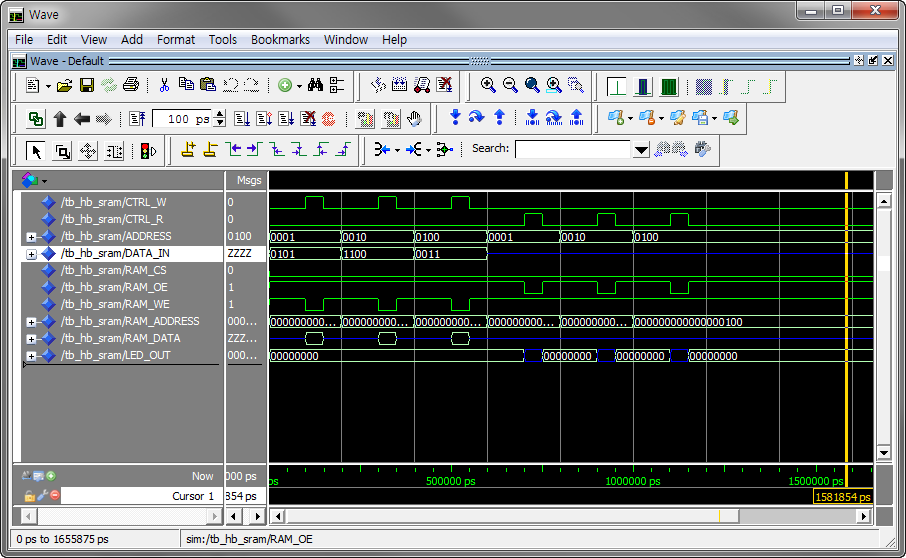 Wave
File Edit View Add Format Tools Bookmarks Window Help
Wave - Default
100 ps
Search:
Msgs
/tb_hb_sram/CTRL_W 0
/tb_hb_sram/CTRL_R 0
/tb_hb_sram/ADDRESS 0100 0001 0010 0100 0001 0010 0100
/tb_hb_sram/DATA_IN ZZZZ 0101 1100 0011
/tb_hb_sram/RAM_CS 0
/tb_hb_sram/RAM_OE 1
/tb_hb_sram/RAM_WE 1
/tb_hb_sram/RAM_ADDRESS 000... 000000000... 000000000... 000000000... 000000000... 000000000... 000000000000000100
/tb_hb_sram/RAM_DATA ZZZ...
/tb_hb_sram/LED_OUT 000... 00000000 00000000 00000000 00000000
Now 000 ps ps 500000 ps 1000000 ps 1500000 ps
Cursor 1 854 ps 1581854 ps
0 ps to 1655875 ps sim:/tb_hb_sram/RAM_OE